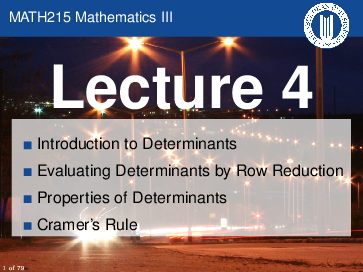 MATH215 Mathematics III
Lecture 4
Introduction to Determinants
Evaluating Determinants by Row Reduction
Properties of Determinants
Cramer's Rule
1 of 79